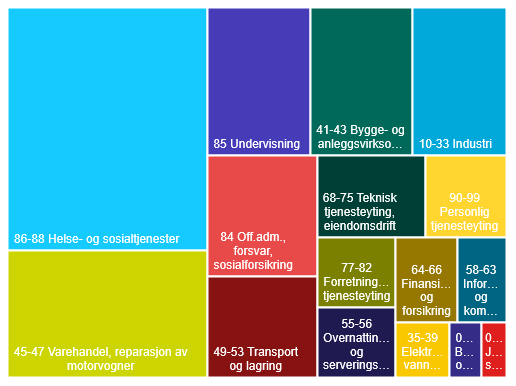 86-88 Helse- og sosialtjenester
45-47 Varehandel, reparasjon av
motorvogner
85 Undervisning
41-43 Bygge- og
anleggsvirkso…
10-33 Industri
84 Off.adm.,
forsvar,
sosialforsikring
49-53 Transport
og lagring
68-75 Teknisk
tjenesteyting,
eiendomsdrift
90-99
Personlig
tjenesteyting
77-82
Forretning…
tjenesteyting
64-66
Finansi…
og
forsikring
58-63
Infor…
og
kom…
55-56
Overnattin…
og
serverings…
35-39
Elektr…
vann…
0…
B…
o…
0…
J…
s…